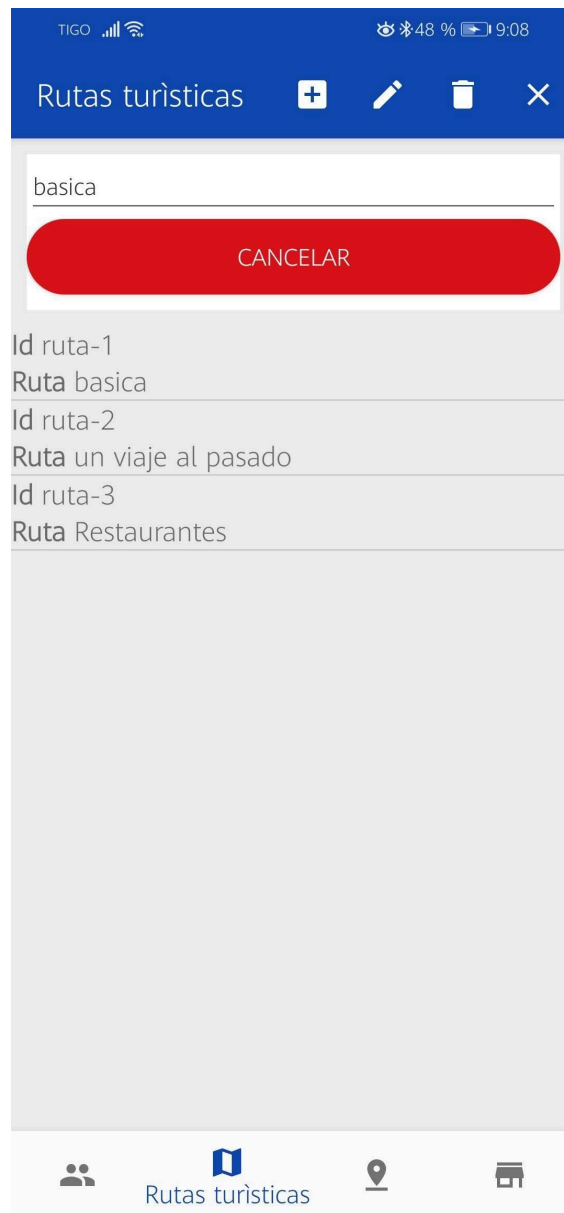 TIGO 48 % 9:08
Rutas turìsticas
basica
CANCELAR
Id ruta-1
Ruta basica
Id ruta-2
Ruta un viaje al pasado
Id ruta-3
Ruta Restaurantes
Rutas turìsticas